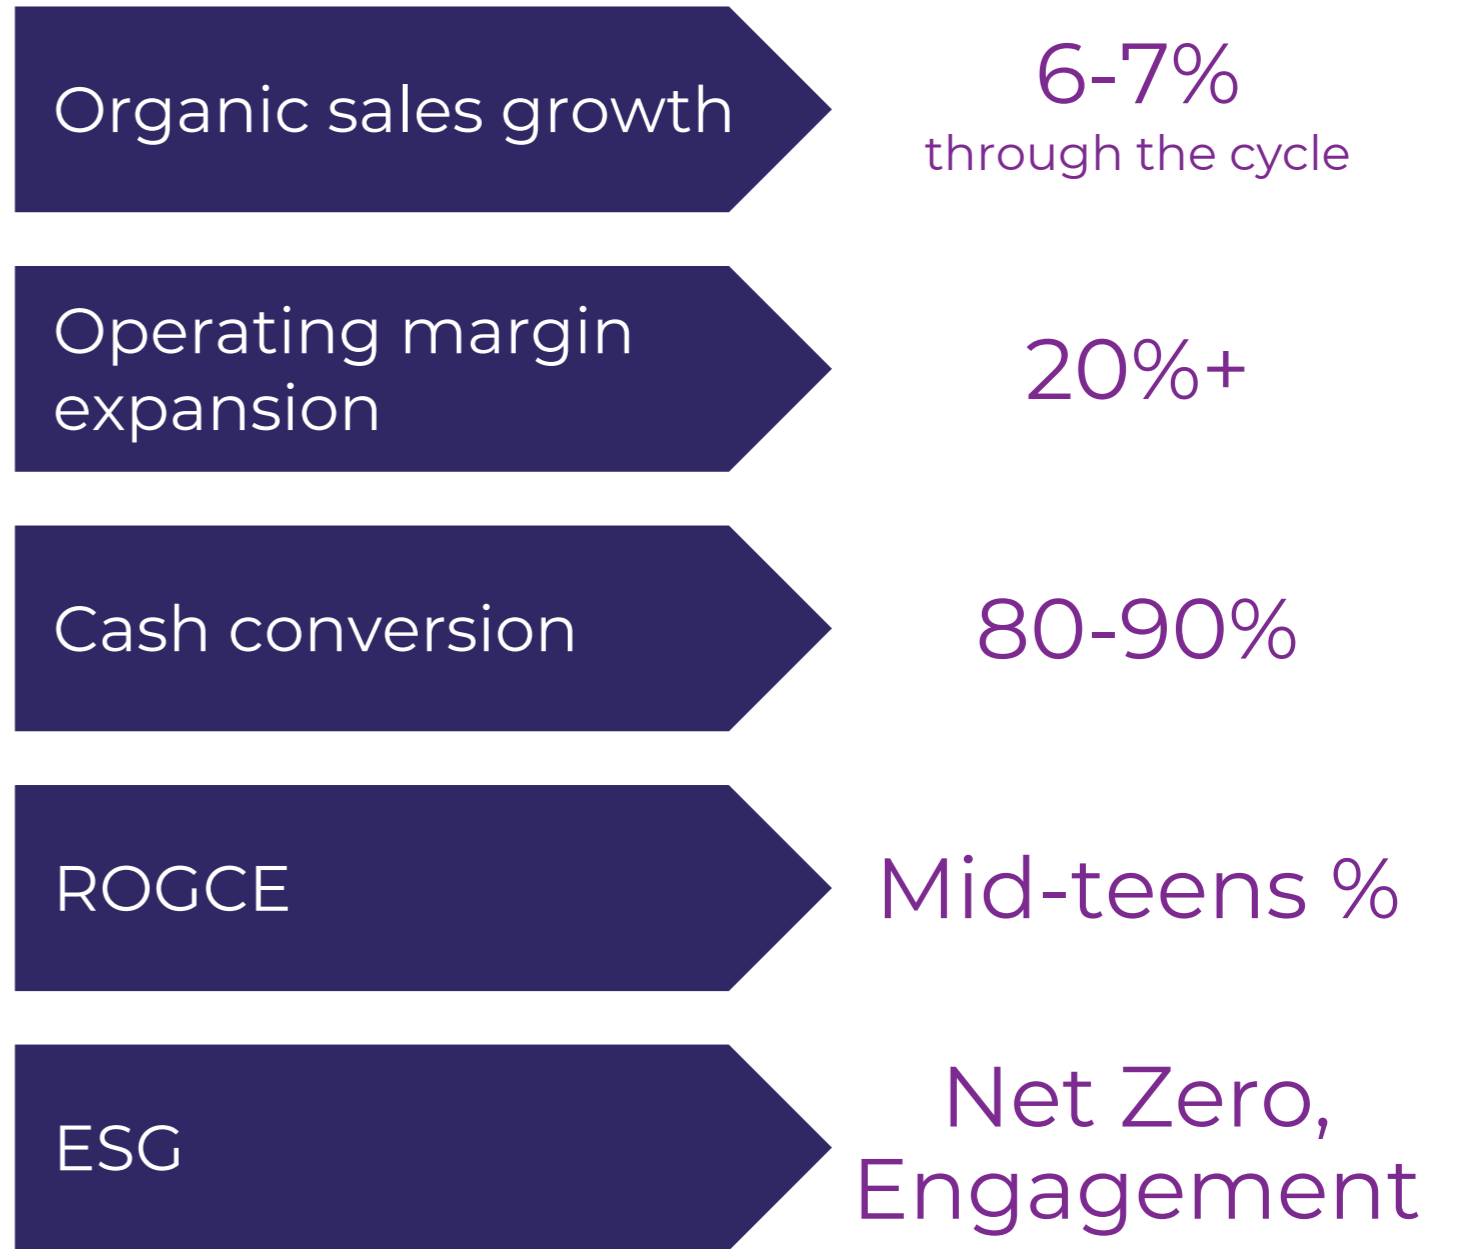 Organic sales growth
6-7%
through the cycle
Operating margin
expansion
20%+
Cash conversion
80-90%
ROGCE
Mid-teens %
ESG
Net Zero,
Engagement